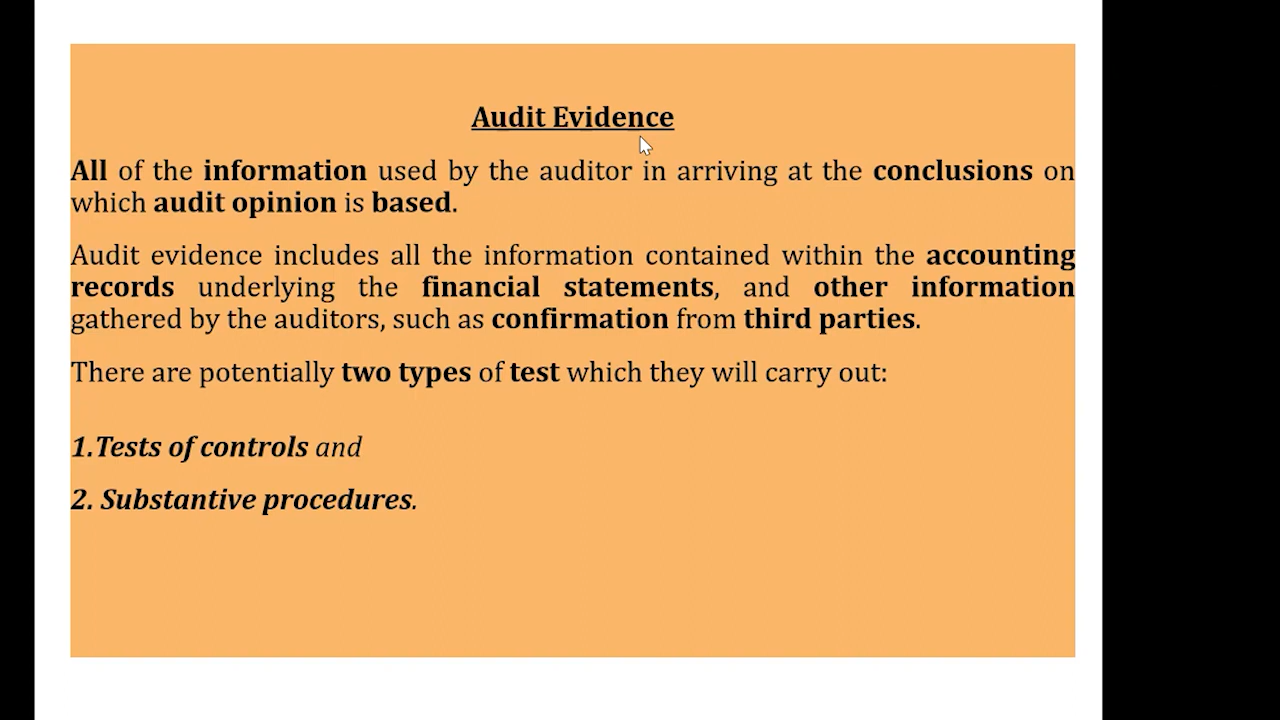 Audit Evidence
All of the information used by the auditor in arriving at the conclusions on
which audit opinion is based.
Audit evidence includes all the information contained within the accounting
records underlying the financial statements, and other information
gathered by the auditors, such as confirmation from third parties.
There are potentially two types of test which they will carry out:
1.Tests of controls and
2. Substantive procedures.